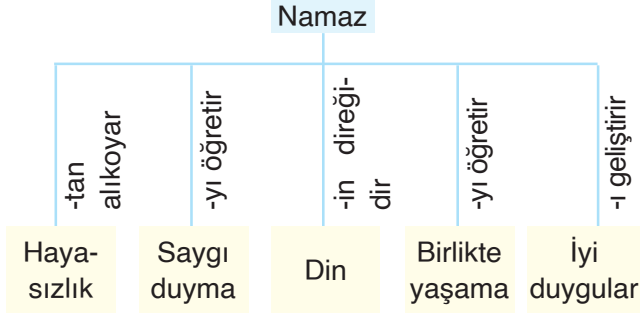 Namaz
-tan
alıkoyar
-yı öğretir
-in direği-
dir
-yı öğretir
-ı geliştirir
Haya-
sızlık
Saygı
duyma
Din
Birlikte
yaşama
İyi
duygular